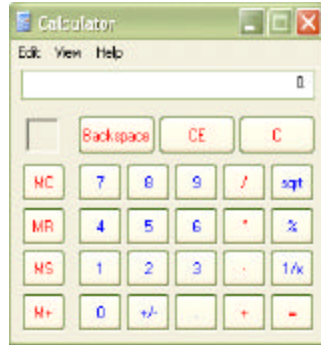 Calculator
Edit View Help
0.
Backspace CE C
MC 7 8 9 / sqrt
MR 4 5 6 * %
MS 1 2 3 - 1/x
M+ 0 +/- . + =